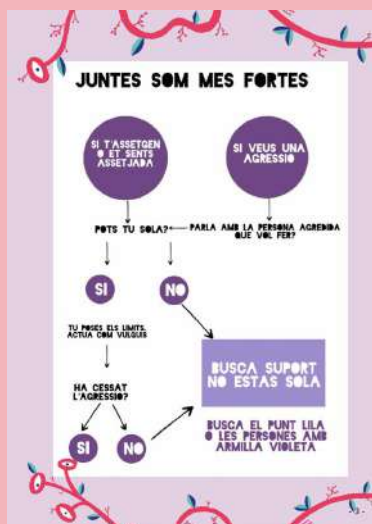 JUNTES SOM MES FORTES
SI T'ASSETGEN
O ET SENTS
ASSETJADA
SI VEUS UNA
AGRESSIO
POTS TU SOLA?
PARLA AMB LA PERSONA AGREDIDA
QUE VOL FER?
SI
NO
TU POSES ELS LIMITS,
ACTUA COM VULGUIS
BUSCA SUPORT
NO ESTAS SOLA
HA CESSAT
L'AGRESSIO?
BUSCA EL PUNT LILA
O LES PERSONES AMB
ARMILLA VIOLETA
SI
NO